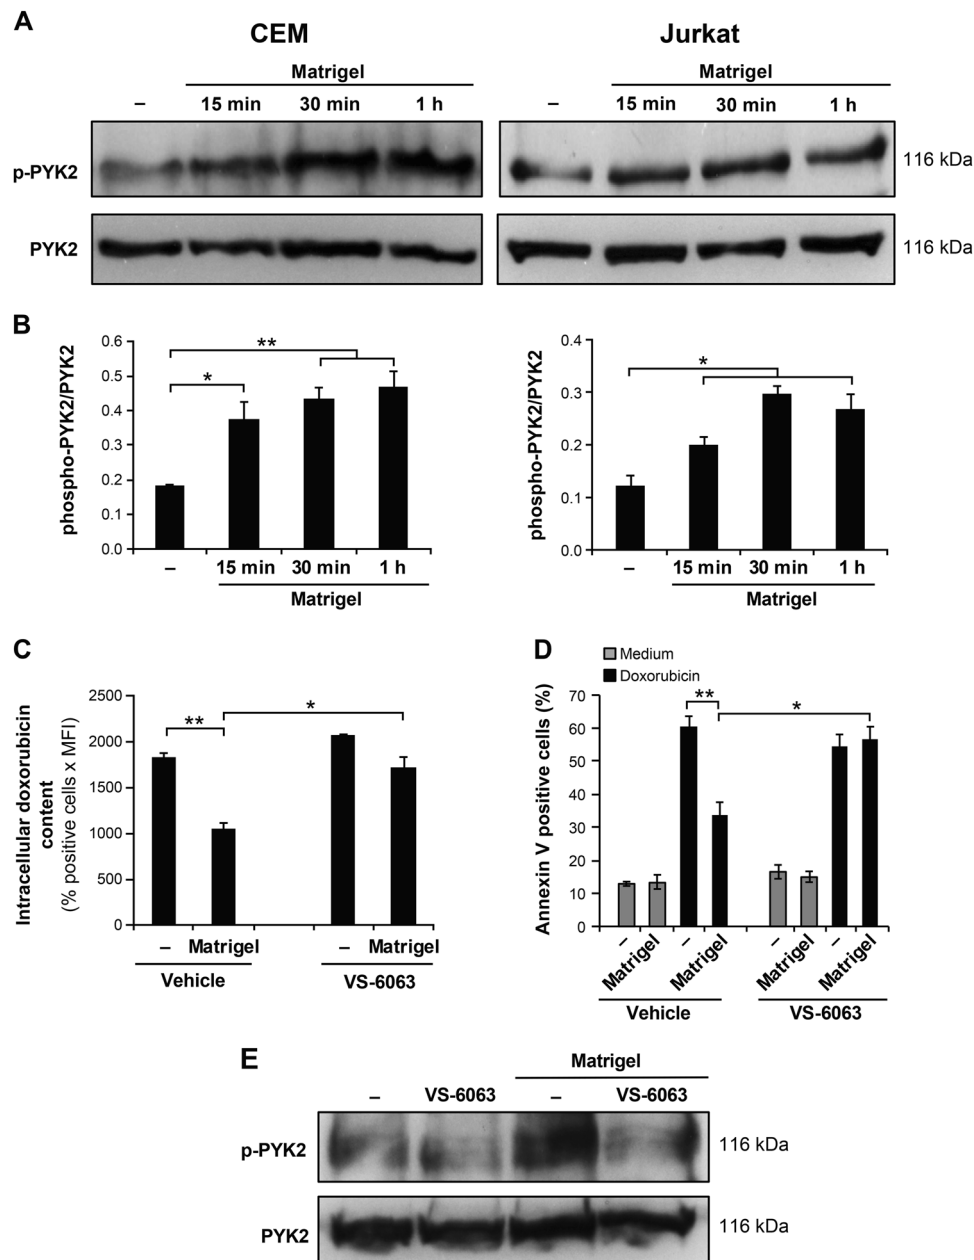 A
CEM
Jurkat
Matrigel
Matrigel
– 15 min 30 min 1 h
– 15 min 30 min 1 h
p-PYK2
116 kDa
PYK2
116 kDa
B
phospho-PYK2/PYK2
0.6
0.5
0.4
0.3
0.2
0.1
0.0
**
*
– 15 min 30 min 1 h
Matrigel
phospho-PYK2/PYK2
0.4
0.3
0.2
0.1
0.0
*
– 15 min 30 min 1 h
Matrigel
C
Intracellular doxorubicin
content
(% positive cells x MFI)
2500
2000
1500
1000
500
0
**
*
– Matrigel – Matrigel
Vehicle VS-6063
D
Medium
Doxorubicin
Annexin V positive cells (%)
70
60
50
40
30
20
10
0
**
*
– Matrigel – Matrigel – Matrigel – Matrigel
Vehicle VS-6063
E
Matrigel
– VS-6063 – VS-6063
p-PYK2
116 kDa
PYK2
116 kDa